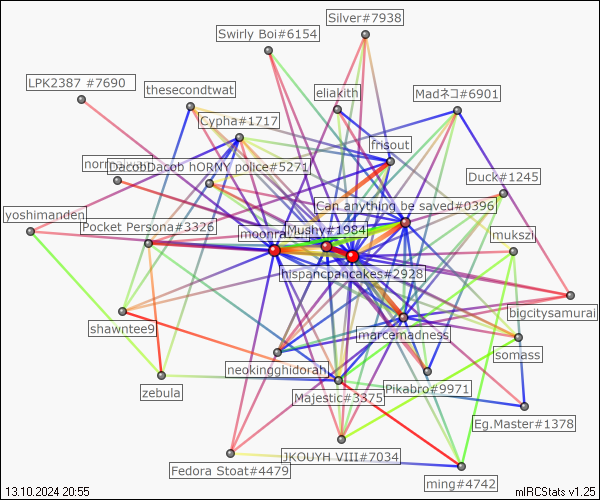 Silver#7938
Swirly Boi#6154
LPK2387 #7690
thesecondtwat
eliakith
Madネコ#6901
Cypha#1717
frisout
DacobDacob hORNY police#5271
Duck#1245
yoshimanden
Can anything be saved#0396
Pocket Persona#3326
Mushy#1984
mukszi
hispancpancakes#2928
bigcitysamurai
shawntee9
marcemadness
somass
neokingghidorah
zebula
Majestic#3375
Pikabro#9971
Eg.Master#1378
JKOUYH VIII#7034
Fedora Stoat#4479
ming#4742
13.10.2024 20:55
mIRCStats v1.25